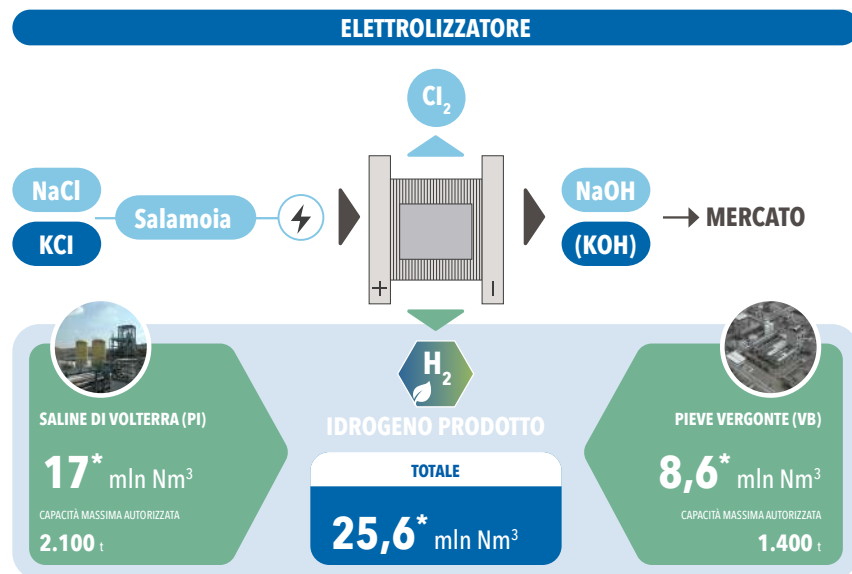 ELETTROLIZZATORE
Cl₂
NaCl
KCl
Salamoia
+
−
NaOH
(KOH)
→ MERCATO
H₂
IDROGENO PRODOTTO
SALINE DI VOLTERRA (PI)
17* mln Nm³
CAPACITÀ MASSIMA AUTORIZZATA
2.100 t
TOTALE
25,6* mln Nm³
PIEVE VERGONTE (VB)
8,6* mln Nm³
CAPACITÀ MASSIMA AUTORIZZATA
1.400 t